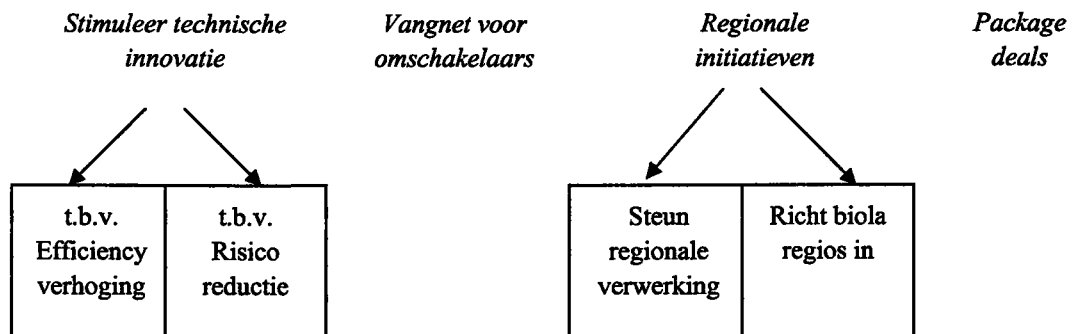 Stimuleer technische
innovatie
Vangnet voor
omschakelaars
Regionale
initiatieven
Package
deals
t.b.v.
Efficiency
verhoging
t.b.v.
Risico
reductie
Steun
regionale
verwerking
Richt biola
regios in